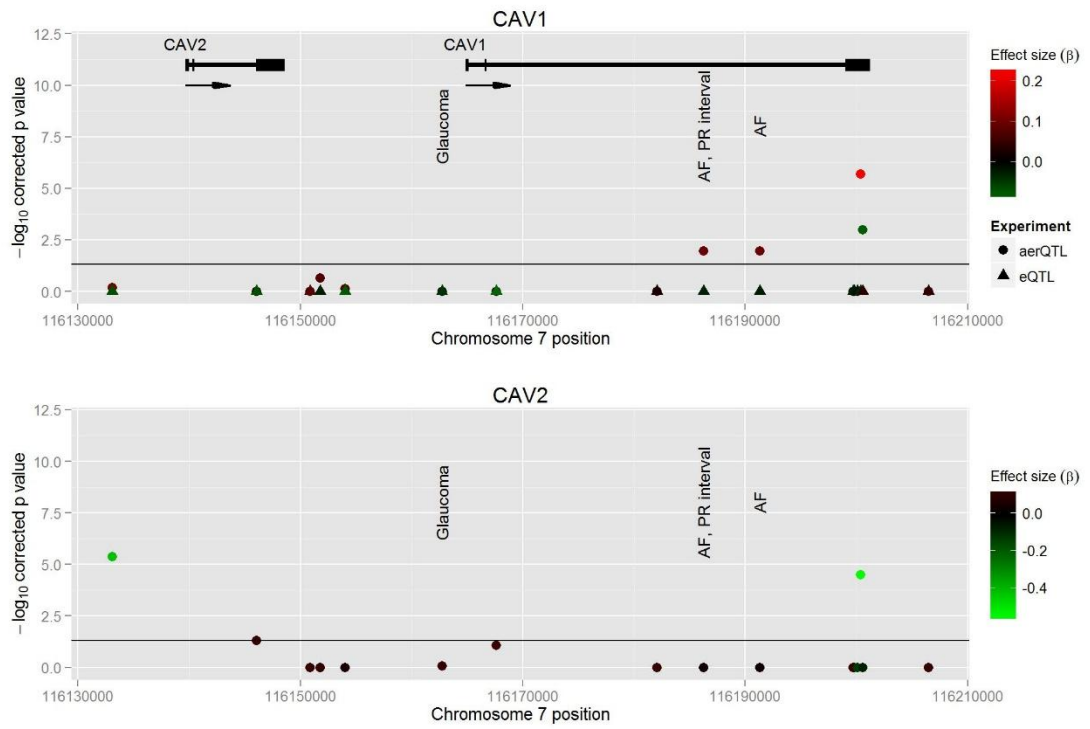 CAV1
12.5
10.0
7.5
5.0
2.5
0.0
− log10 corrected p value
CAV2
CAV1
Glaucoma
AF, PR interval
AF
116130000
116150000
116170000
116190000
116210000
Chromosome 7 position
Effect size (β)
0.2
0.1
0.0
Experiment
aerQTL
eQTL
CAV2
12.5
10.0
7.5
5.0
2.5
0.0
− log10 corrected p value
Glaucoma
AF, PR interval
AF
116130000
116150000
116170000
116190000
116210000
Chromosome 7 position
Effect size (β)
0.0
-0.2
-0.4